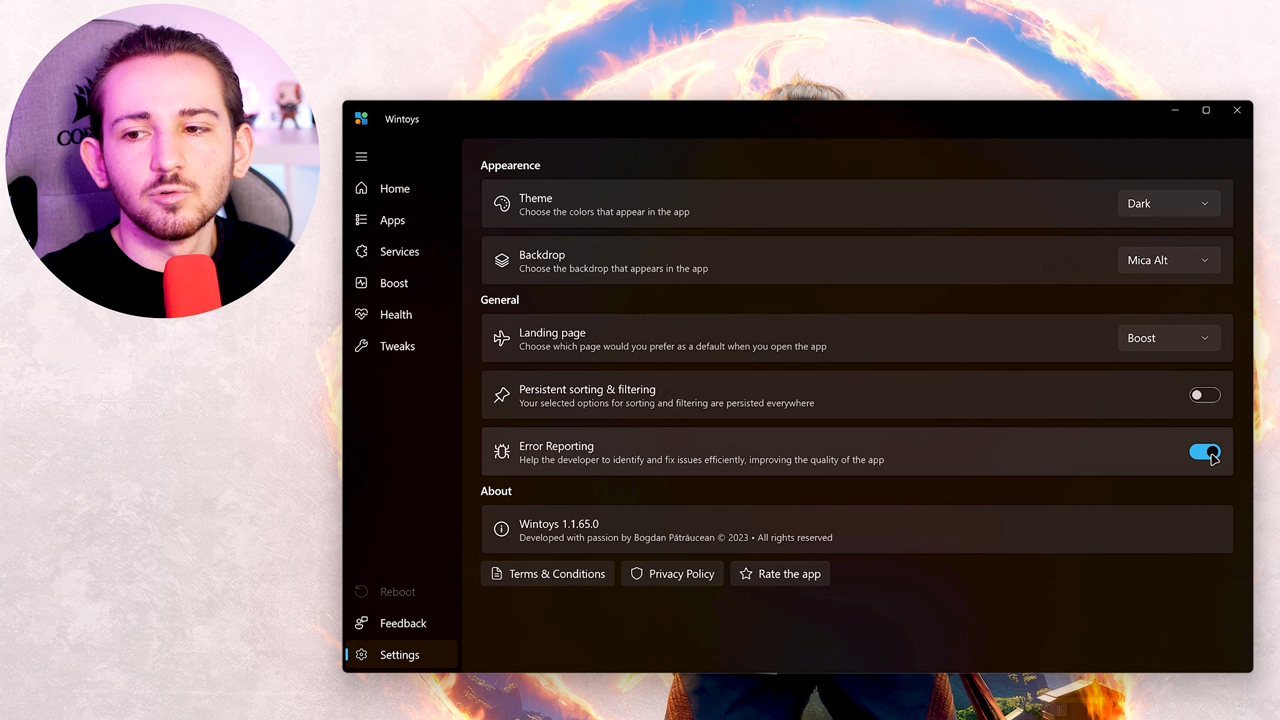 COR
Wintoys
Home
Apps
Services
Boost
Health
Tweaks
Reboot
Feedback
Settings
Appearence
Theme
Choose the colors that appear in the app
Dark
Backdrop
Choose the backdrop that appears in the app
Mica Alt
General
Landing page
Choose which page would you prefer as a default when you open the app
Boost
Persistent sorting & filtering
Your selected options for sorting and filtering are persisted everywhere
Error Reporting
Help the developer to identify and fix issues efficiently, improving the quality of the app
About
Wintoys 1.1.65.0
Developed with passion by Bogdan Pătrăucean © 2023 • All rights reserved
Terms & Conditions
Privacy Policy
Rate the app